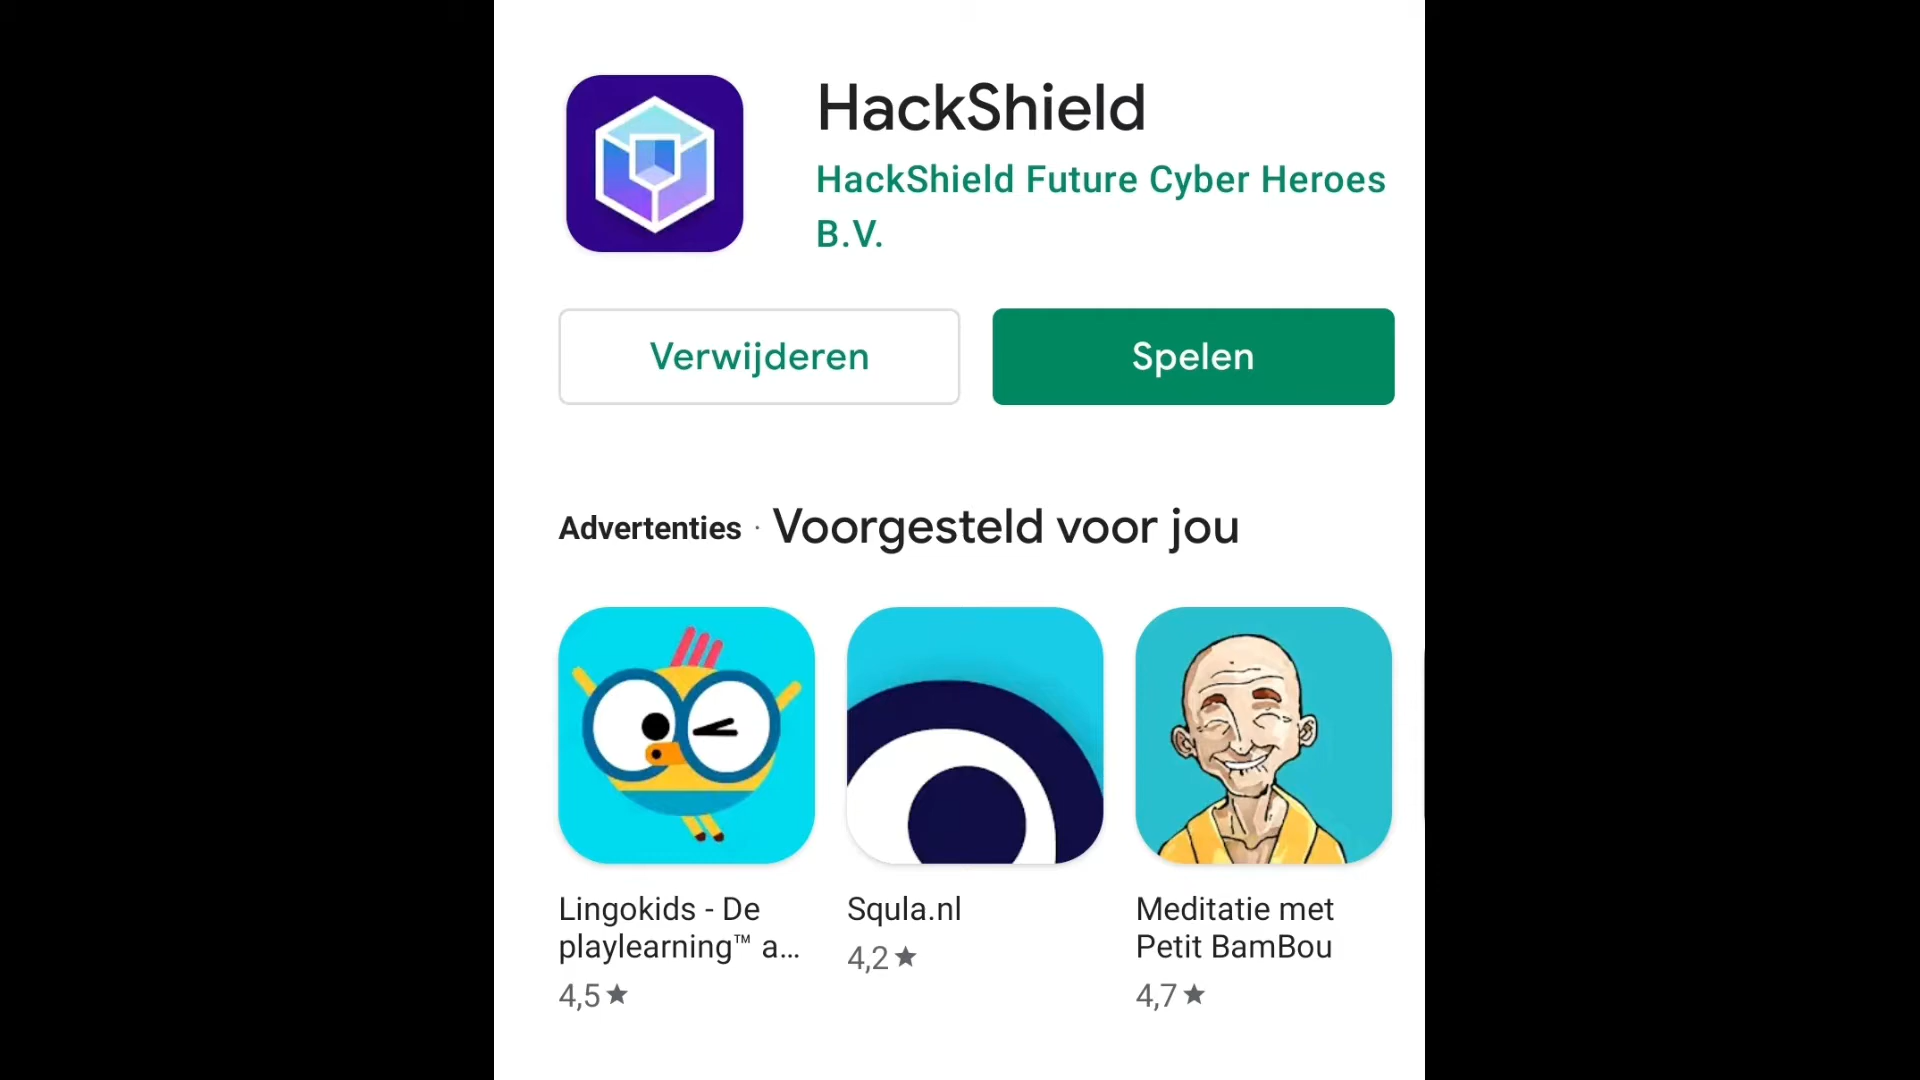 HackShield
HackShield Future Cyber Heroes
B.V.
Verwijderen
Spelen
Advertenties · Voorgesteld voor jou
Lingokids - De
playlearning™ a...
4,5★
Squla.nl
4,2★
Meditatie met
Petit BamBou
4,7★